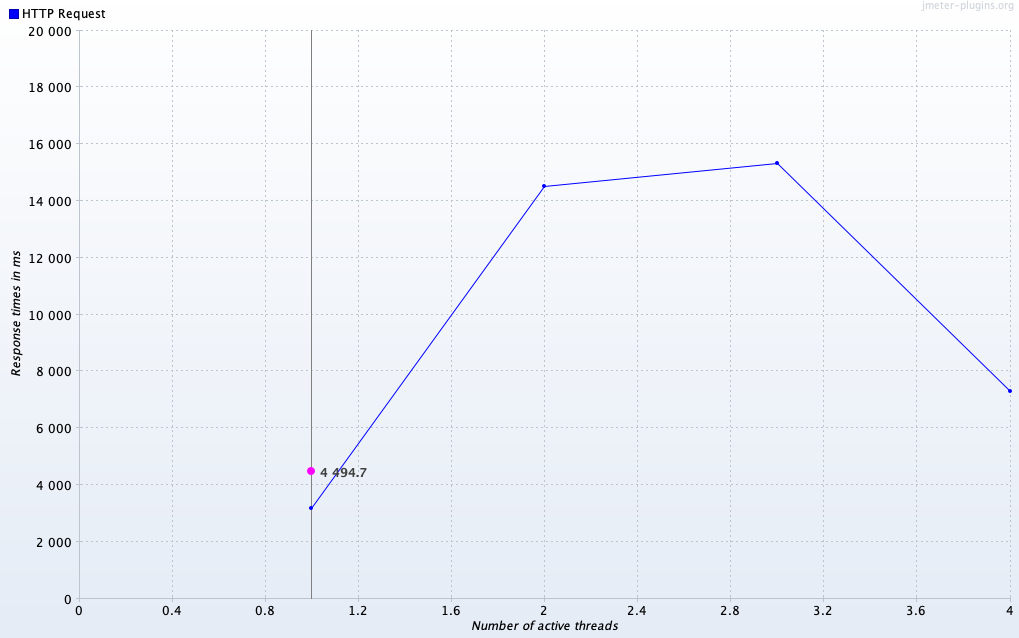 jmeter-plugins.org
HTTP Request
20 000
18 000
16 000
14 000
12 000
10 000
8 000
6 000
4 000
2 000
0
Response times in ms
4 494.7
0 0.4 0.8 1.2 1.6 2 2.4 2.8 3.2 3.6 4
Number of active threads